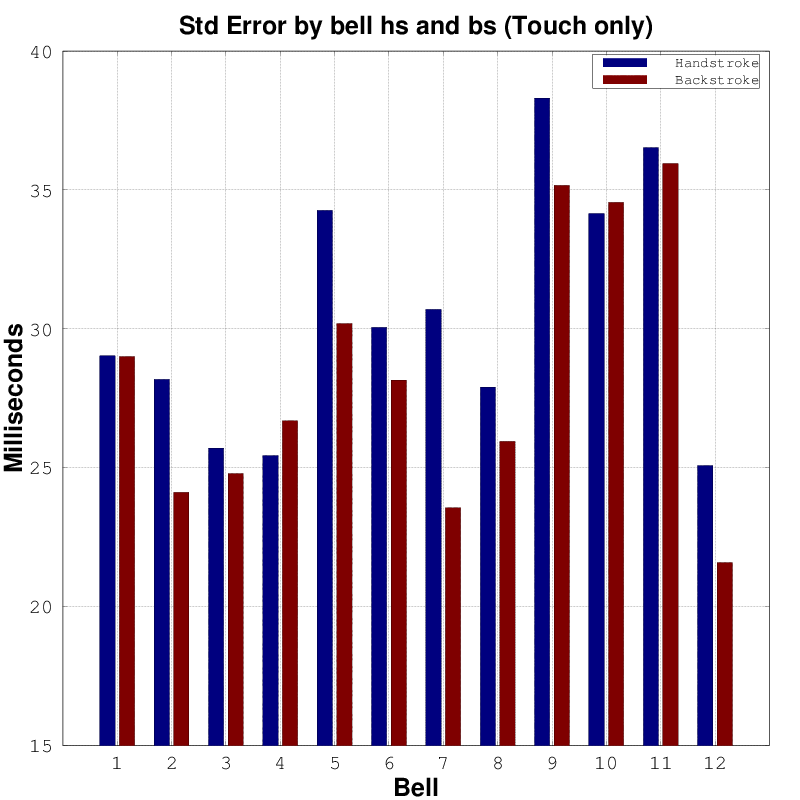 Std Error by bell hs and bs (Touch only)
Handstroke
Backstroke
40
35
30
25
20
15
Milliseconds
1 2 3 4 5 6 7 8 9 10 11 12
Bell